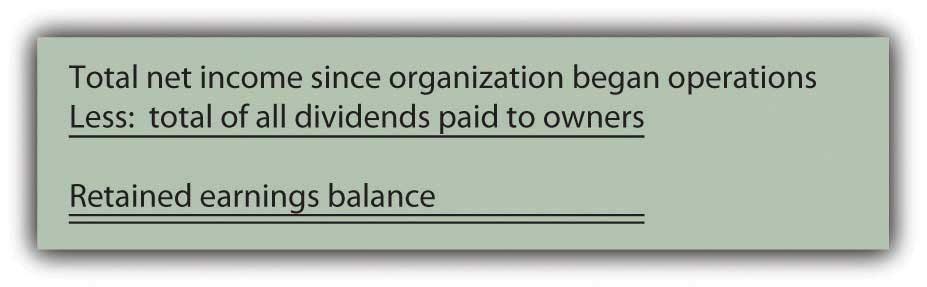 Total net income since organization began operations
Less:  total of all dividends paid to owners
Retained earnings balance